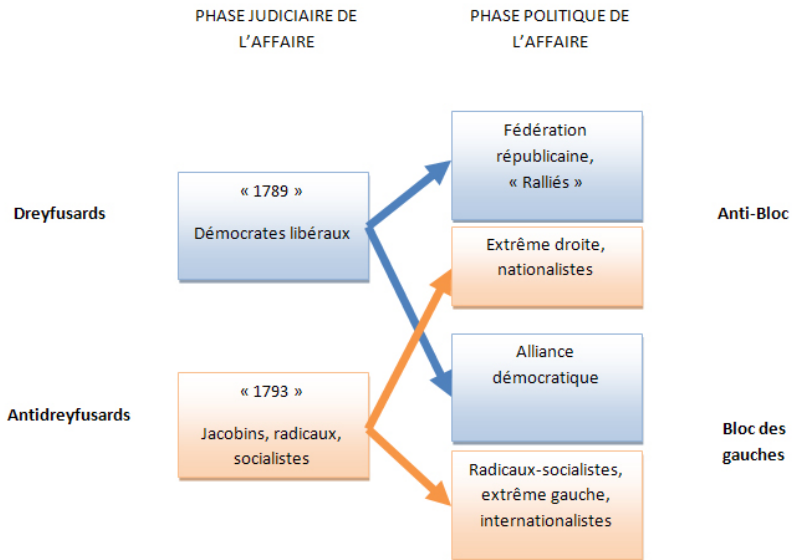 PHASE JUDICIAIRE DE
L’AFFAIRE
PHASE POLITIQUE DE
L’AFFAIRE
Dreyfusards
« 1789 »
Démocrates libéraux
Fédération
républicaine,
« Ralliés »
Extrême droite,
nationalistes
Anti-Bloc
Antidreyfusards
« 1793 »
Jacobins, radicaux,
socialistes
Alliance
démocratique
Radicaux-socialistes,
extrême gauche,
internationalistes
Bloc des
gauches